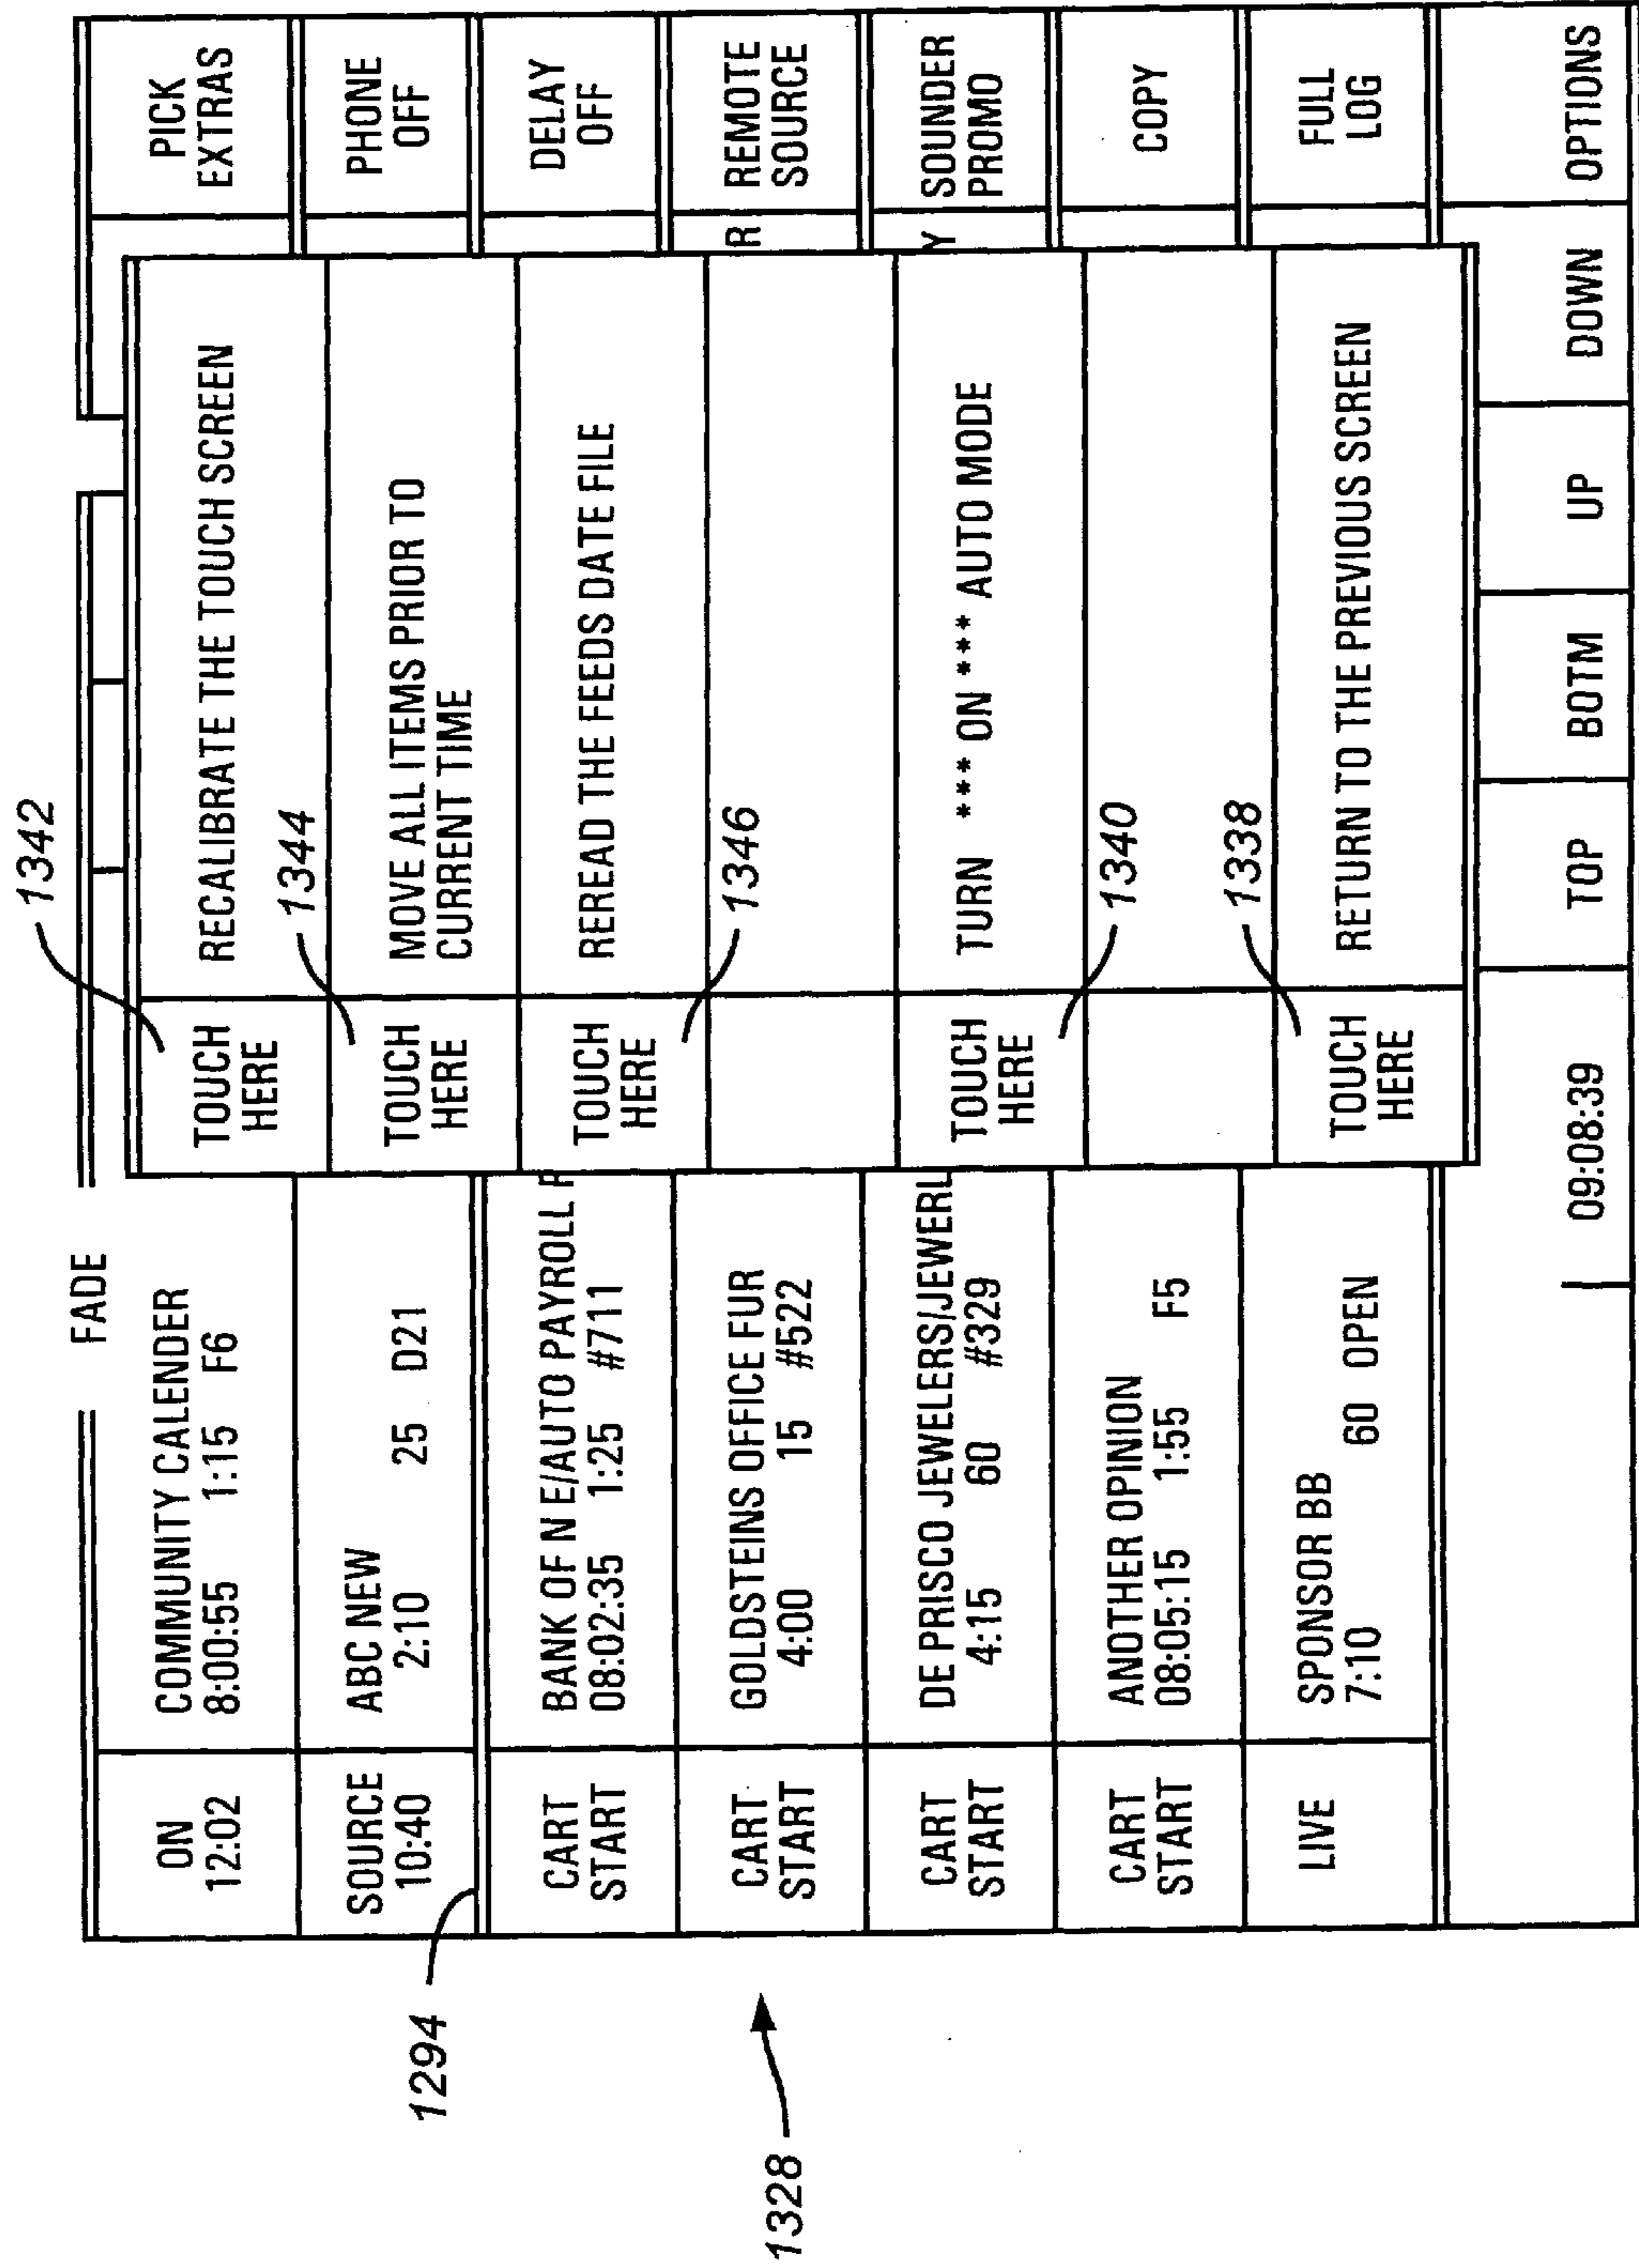 FADE
ON
12:02
COMMUNITY CALENDER
8:00:55 1:15 F6
SOURCE
10:40
ABC NEW
2:10 25 D21
CART
START
BANK OF N E/AUTO PAYROLL
08:02:35 1:25 #711
CART
START
GOLDSTEINS OFFICE FUR
4:00 15 #522
CART
START
DE PRISCO JEWELERS/JEWERL
4:15 60 #329
CART
START
ANOTHER OPINION
08:05:15 1:55 F5
LIVE
SPONSOR BB
7:10 60 OPEN
1294
1328
1342
TOUCH
HERE
RECALIBRATE THE TOUCH SCREEN
1344
TOUCH
HERE
MOVE ALL ITEMS PRIOR TO
CURRENT TIME
TOUCH
HERE
REREAD THE FEEDS DATE FILE
1346
TOUCH
HERE
TURN *** ON *** AUTO MODE
1340
1338
TOUCH
HERE
RETURN TO THE PREVIOUS SCREEN
PICK
EXTRAS
PHONE
OFF
DELAY
OFF
R
REMOTE
SOURCE
Y
SOUNDER
PROMO
COPY
FULL
LOG
09:08:39
TOP
BOTM
UP
DOWN
OPTIONS